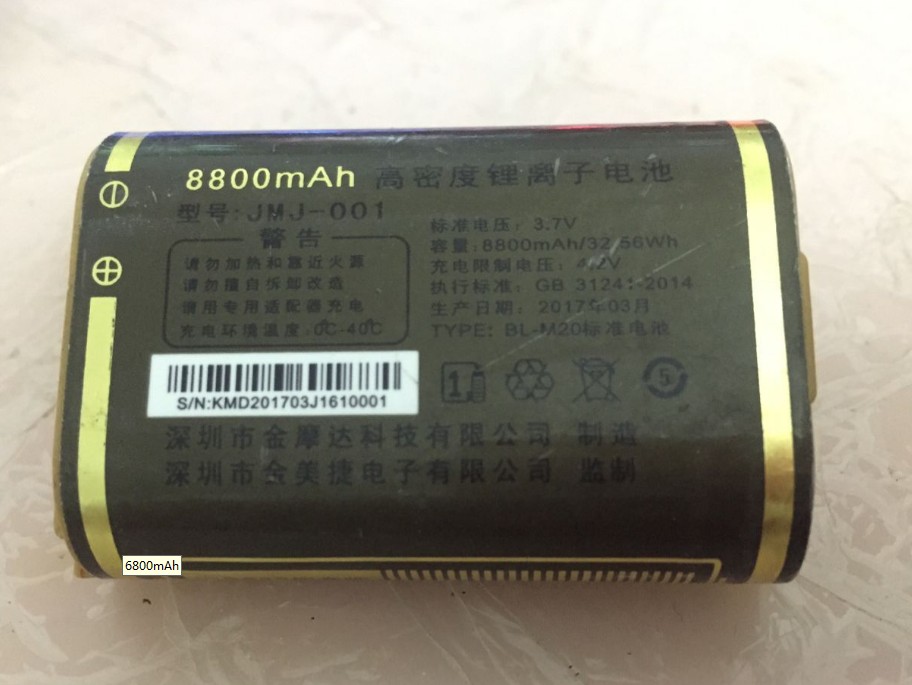 8800mAh 高密度锂离子电池
型号:JMJ-001
警告
请勿加热和靠近火源
请勿擅自拆卸改造
请用专用适配器充电
充电环境温度:0C-40C
标准电压: 3.7V
容量:8800mAh/32.56Wh
充电限制电压: 4.2V
执行标准: GB 31241-2014
生产日期: 2017年03月
TYPE: BL-M20标准电池
S/N:KMD201703J1610001
1
5
深圳市金摩达科技有限公司 制造
深圳市金美捷电子有限公司 监制
6800mAh